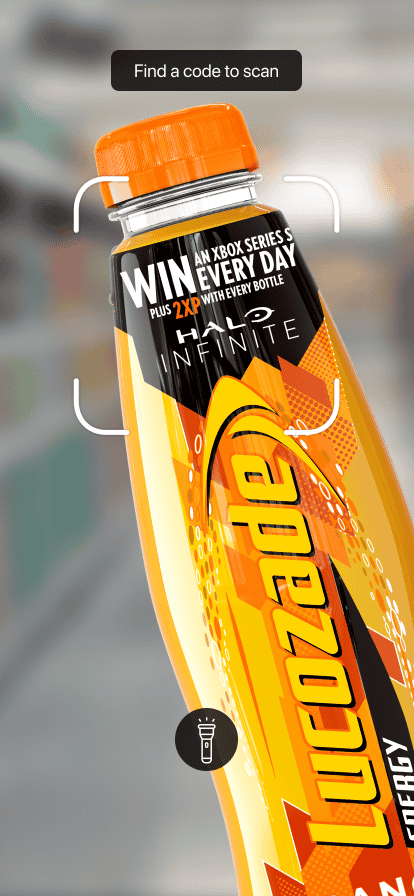 Find a code to scan
WIN AN XBOX SERIES S
EVERY DAY
PLUS 2XP WITH EVERY BOTTLE
HALO
INFINITE
Lucozade
ENERGY